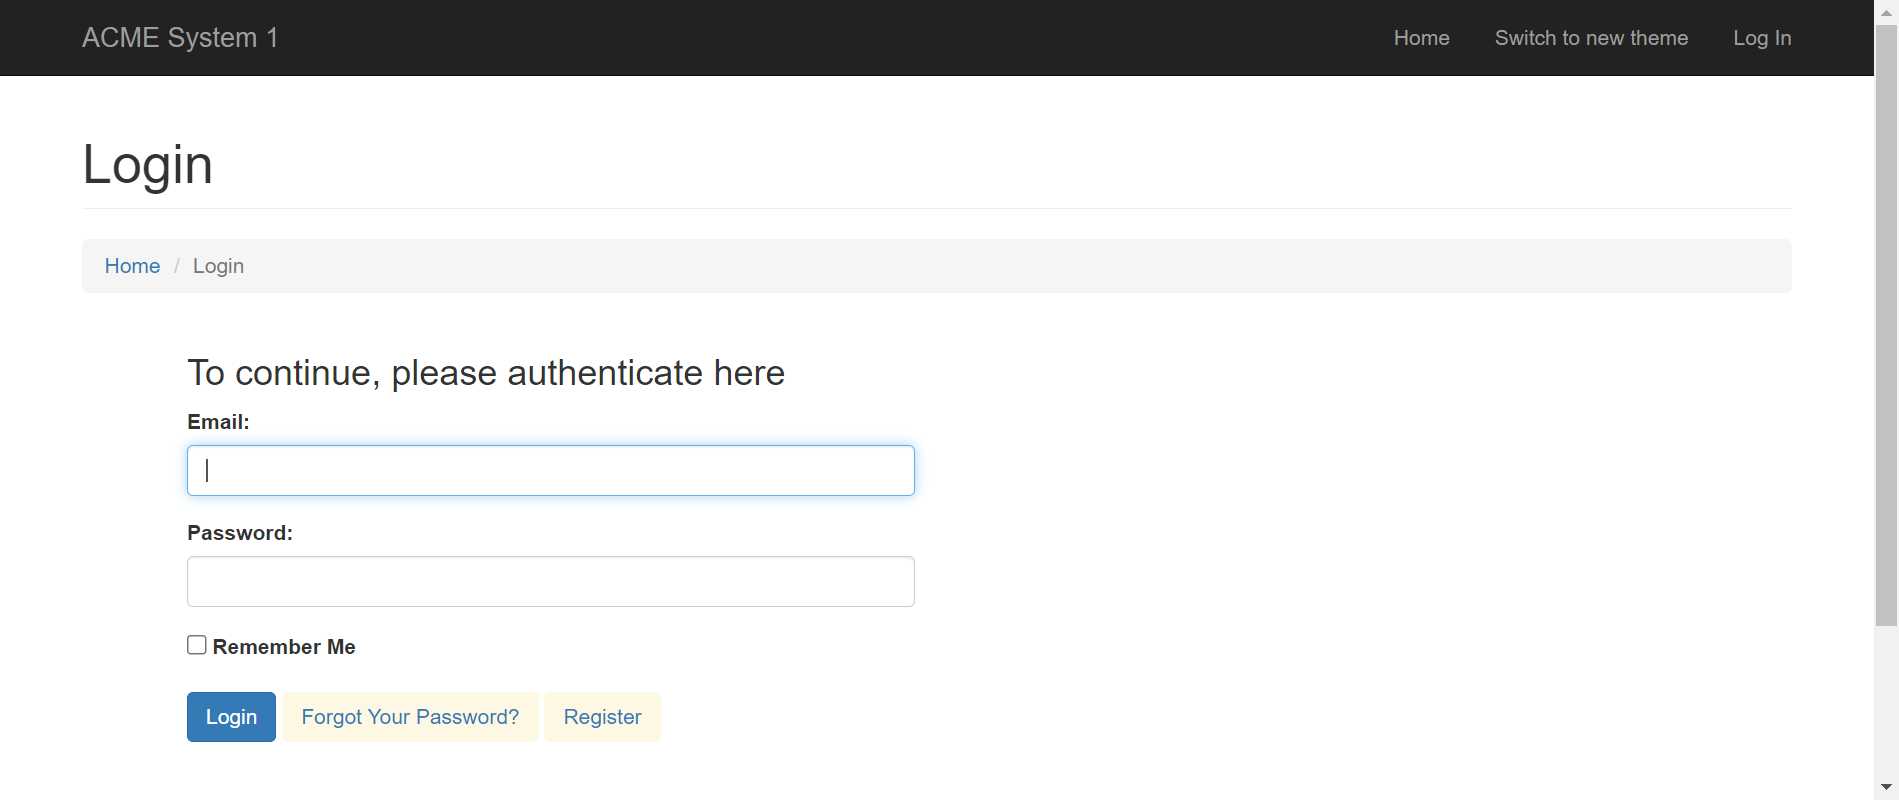 ACME System 1 Home Switch to new theme Log In
Login
Home / Login
To continue, please authenticate here
Email:
Password:
Remember Me
Login Forgot Your Password? Register